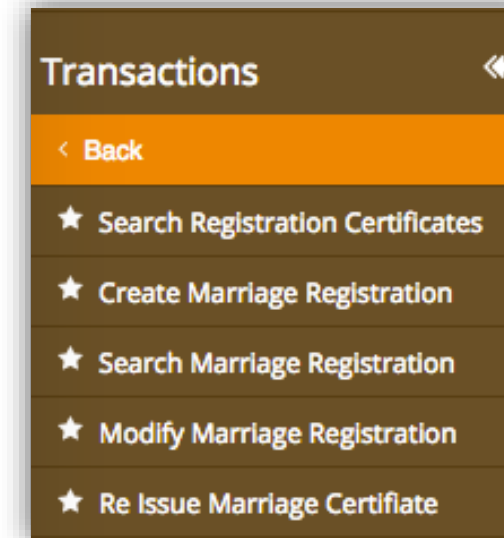 Transactions
Back
Search Registration Certificates
Create Marriage Registration
Search Marriage Registration
Modify Marriage Registration
Re Issue Marriage Certifiate